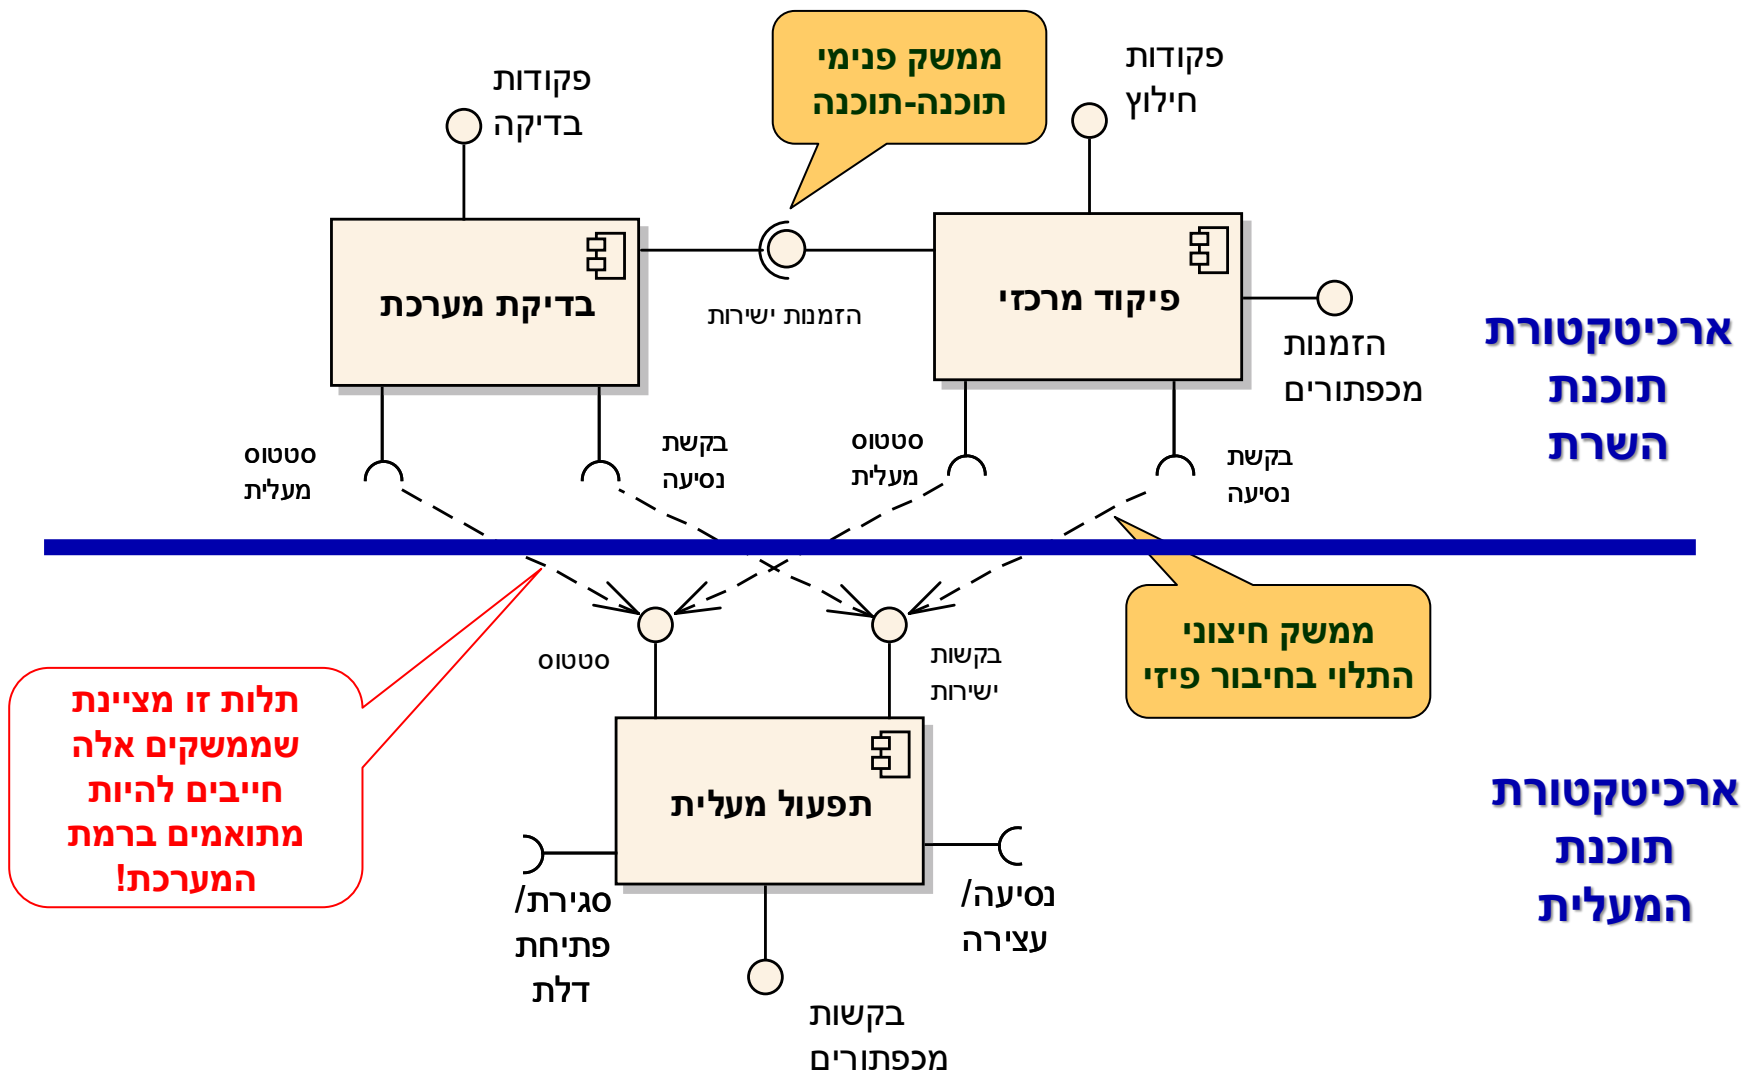 ממשק פנימי
תוכנה-תוכנה
פקודות
חילוץ
פקודות
בדיקה
בדיקת מערכת
הזמנות ישירות
פיקוד מרכזי
הזמנות
מכפתורים
ארכיטקטורת
תוכנת
השרת
סטטוס
מעלית
בקשת
נסיעה
סטטוס
מעלית
בקשת
נסיעה
ממשק חיצוני
התלוי בחיבור פיזי
סטטוס
בקשות
ישירות
תלות זו מציינת
שממשקים אלה
חייבים להיות
מתואמים ברמת
המערכת!
תפעול מעלית
ארכיטקטורת
תוכנת
המעלית
סגירת/
פתיחת
דלת
נסיעה/
עצירה
בקשות
מכפתורים